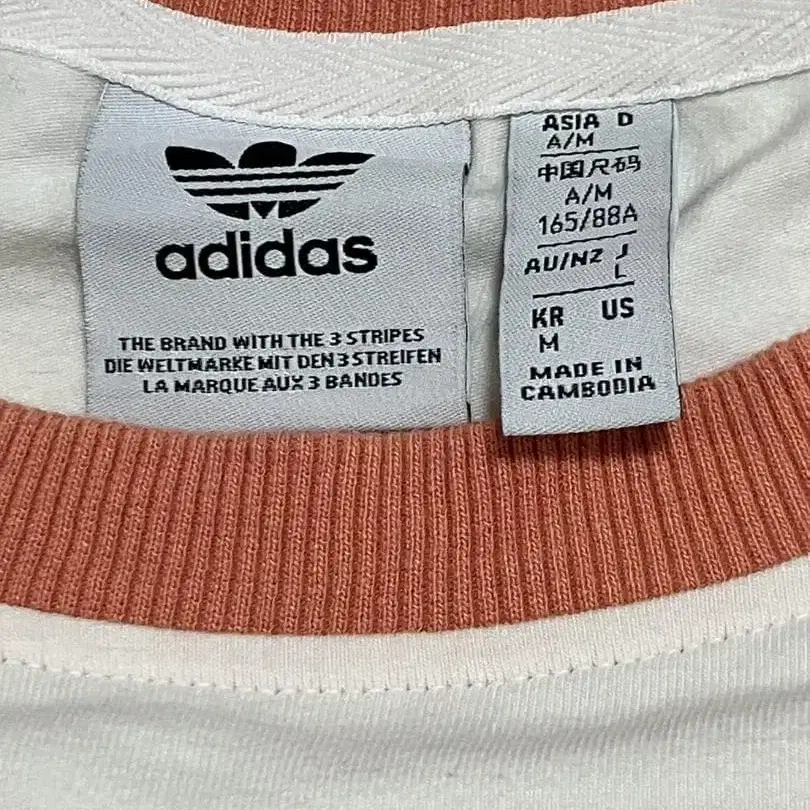 adidas
THE BRAND WITH THE 3 STRIPES
DIE WELTMARKE MIT DEN 3 STREIFEN
LA MARQUE AUX 3 BANDES
ASIA D
A/M
中国尺码
A/M
165/88A
AU/NZ J
L
KR US
M
MADE IN
CAMBODIA